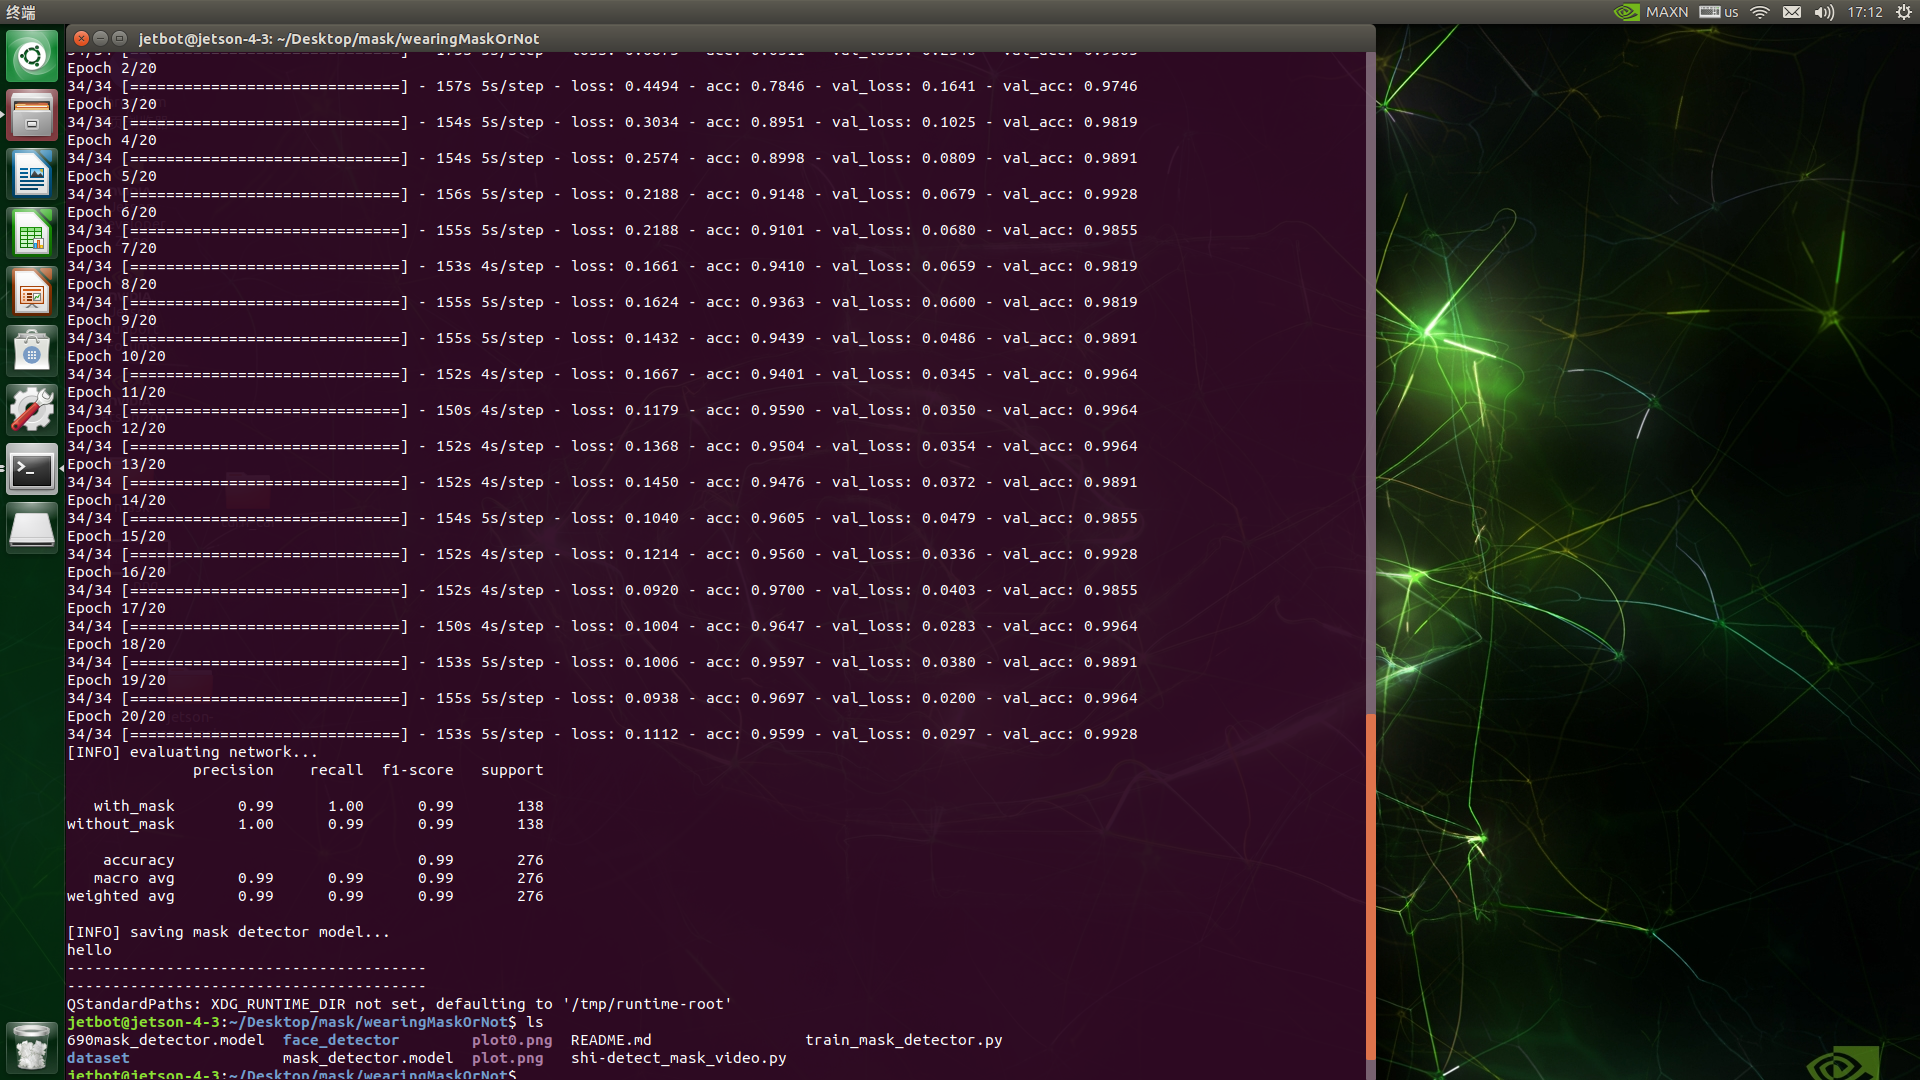 终端
MAXN us 17:12
jetbot@jetson-4-3: ~/Desktop/mask/wearingMaskOrNot
Epoch 2/20
34/34 [==============================] - 157s 5s/step - loss: 0.4494 - acc: 0.7846 - val_loss: 0.1641 - val_acc: 0.9746
Epoch 3/20
34/34 [==============================] - 154s 5s/step - loss: 0.3034 - acc: 0.8951 - val_loss: 0.1025 - val_acc: 0.9819
Epoch 4/20
34/34 [==============================] - 154s 5s/step - loss: 0.2574 - acc: 0.8998 - val_loss: 0.0809 - val_acc: 0.9891
Epoch 5/20
34/34 [==============================] - 156s 5s/step - loss: 0.2188 - acc: 0.9148 - val_loss: 0.0679 - val_acc: 0.9928
Epoch 6/20
34/34 [==============================] - 155s 5s/step - loss: 0.2188 - acc: 0.9101 - val_loss: 0.0680 - val_acc: 0.9855
Epoch 7/20
34/34 [==============================] - 153s 4s/step - loss: 0.1661 - acc: 0.9410 - val_loss: 0.0659 - val_acc: 0.9819
Epoch 8/20
34/34 [==============================] - 155s 5s/step - loss: 0.1624 - acc: 0.9363 - val_loss: 0.0600 - val_acc: 0.9819
Epoch 9/20
34/34 [==============================] - 155s 5s/step - loss: 0.1432 - acc: 0.9439 - val_loss: 0.0486 - val_acc: 0.9891
Epoch 10/20
34/34 [==============================] - 152s 4s/step - loss: 0.1667 - acc: 0.9401 - val_loss: 0.0345 - val_acc: 0.9964
Epoch 11/20
34/34 [==============================] - 150s 4s/step - loss: 0.1179 - acc: 0.9590 - val_loss: 0.0350 - val_acc: 0.9964
Epoch 12/20
34/34 [==============================] - 152s 4s/step - loss: 0.1368 - acc: 0.9504 - val_loss: 0.0354 - val_acc: 0.9964
Epoch 13/20
34/34 [==============================] - 152s 4s/step - loss: 0.1450 - acc: 0.9476 - val_loss: 0.0372 - val_acc: 0.9891
Epoch 14/20
34/34 [==============================] - 154s 5s/step - loss: 0.1040 - acc: 0.9605 - val_loss: 0.0479 - val_acc: 0.9855
Epoch 15/20
34/34 [==============================] - 152s 4s/step - loss: 0.1214 - acc: 0.9560 - val_loss: 0.0336 - val_acc: 0.9928
Epoch 16/20
34/34 [==============================] - 152s 4s/step - loss: 0.0920 - acc: 0.9700 - val_loss: 0.0403 - val_acc: 0.9855
Epoch 17/20
34/34 [==============================] - 150s 4s/step - loss: 0.1004 - acc: 0.9647 - val_loss: 0.0283 - val_acc: 0.9964
Epoch 18/20
34/34 [==============================] - 153s 5s/step - loss: 0.1006 - acc: 0.9597 - val_loss: 0.0380 - val_acc: 0.9891
Epoch 19/20
34/34 [==============================] - 155s 5s/step - loss: 0.0938 - acc: 0.9697 - val_loss: 0.0200 - val_acc: 0.9964
Epoch 20/20
34/34 [==============================] - 153s 5s/step - loss: 0.1112 - acc: 0.9599 - val_loss: 0.0297 - val_acc: 0.9928
[INFO] evaluating network...
precision recall f1-score support
with_mask 0.99 1.00 0.99 138
without_mask 1.00 0.99 0.99 138
accuracy 0.99 276
macro avg 0.99 0.99 0.99 276
weighted avg 0.99 0.99 0.99 276
[INFO] saving mask detector model...
hello
----------------------------------------
----------------------------------------
QStandardPaths: XDG_RUNTIME_DIR not set, defaulting to '/tmp/runtime-root'
jetbot@jetson-4-3:~/Desktop/mask/wearingMaskOrNot$ ls
690mask_detector.model face_detector plot0.png README.md train_mask_detector.py
dataset mask_detector.model plot.png shi-detect_mask_video.py
jetbot@jetson-4-3:~/Desktop/mask/wearingMaskOrNot$